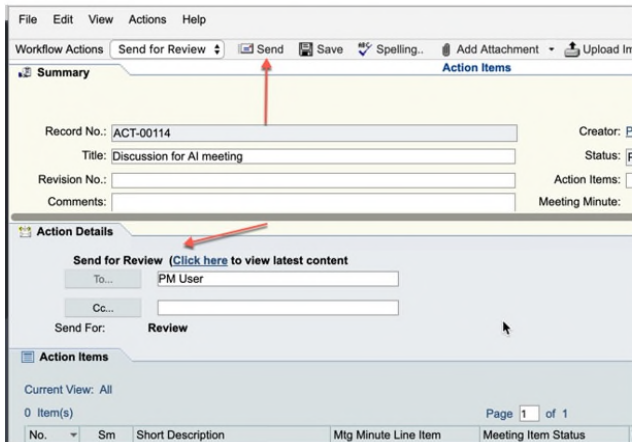 File Edit View Actions Help
Workflow Actions Send for Review Send Save ABC Spelling.. Add Attachment Upload
Summary Action Items
Record No.: ACT-00114 Creator:
Title: Discussion for AI meeting Status:
Revision No.: Action Items:
Comments: Meeting Minute:
Action Details
Send for Review (Click here to view latest content
To... PM User
Cc...
Send For: Review
Action Items
Current View: All
0 Item(s) Page 1 of 1
No. Sm Short Description Mtg Minute Line Item Meeting Item Status